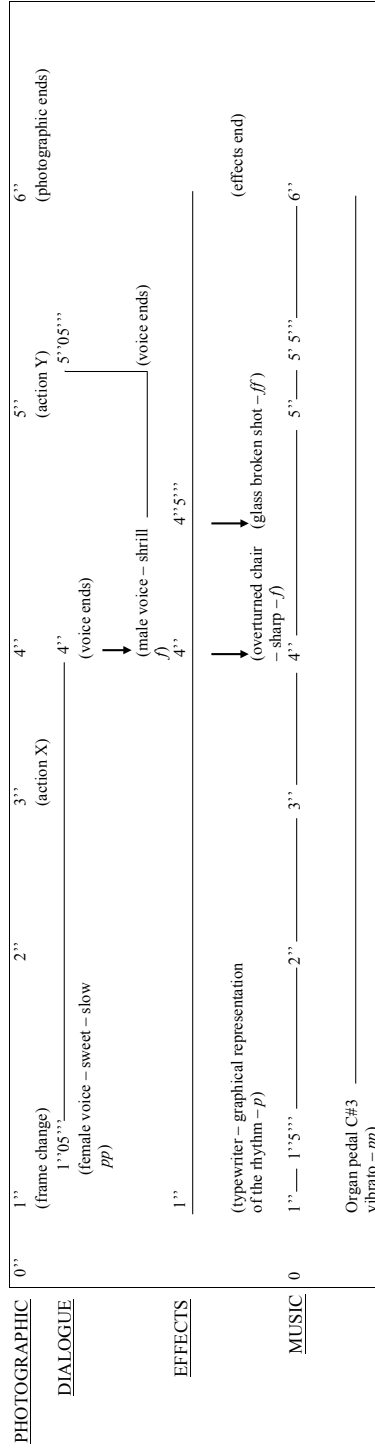 PHOTOGRAPHIC 0’’ 1’’ 2’’ 3’’ 4’’ 5’’ 6’’
(frame change) (action X) (action Y) (photographic ends)
DIALOGUE 1’’05’’’ 4’’ 5’’05’’’
(female voice – sweet – slow (voice ends)
pp)
(male voice – shrill (voice ends)
f)
EFFECTS 1’’ 4’’ 4’’5’’’
(typewriter – graphical representation (effects end)
of the rhythm – p)
(overturned chair (glass broken shot – ff )
– sharp – f)
MUSIC 0 1’’ 1’’5’’’’ 2’’ 3’’ 4’’ 5’’ 5’ 5’’’ 6’’
Organ pedal C#3
vibrato – pp)